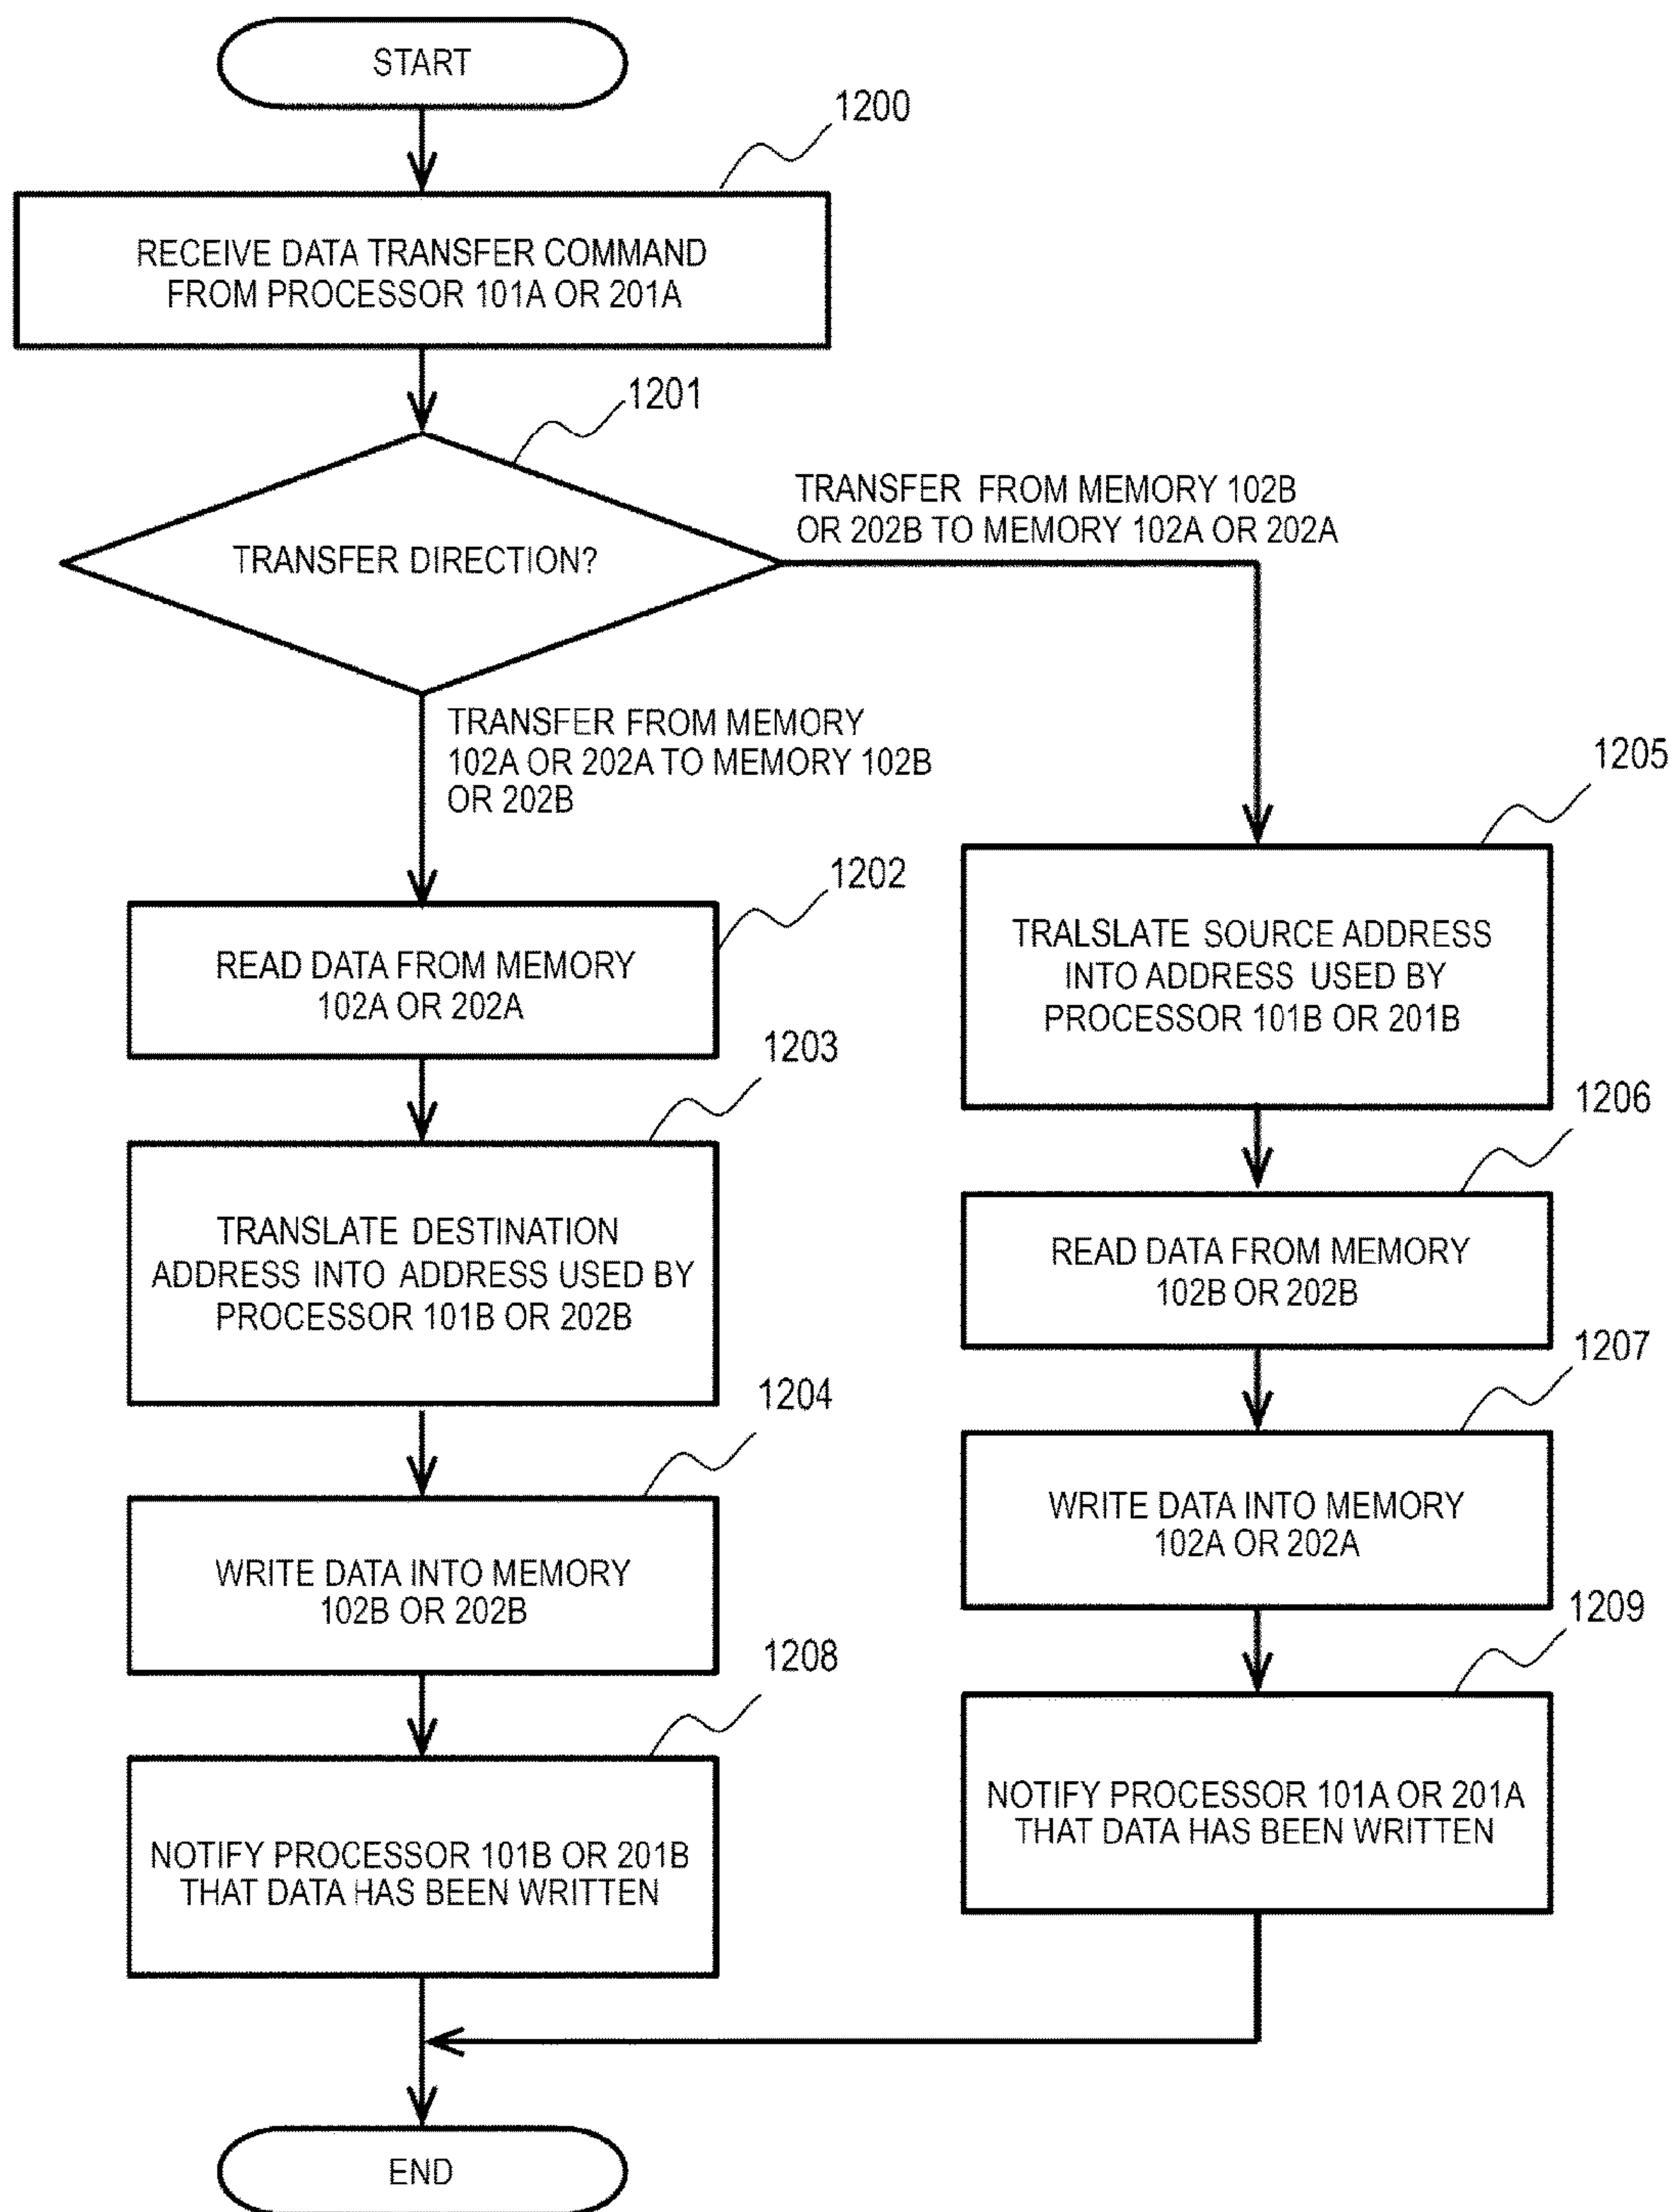 START
1200
RECEIVE DATA TRANSFER COMMAND
FROM PROCESSOR 101A OR 201A
1201
TRANSFER DIRECTION?
TRANSFER FROM MEMORY 102B
OR 202B TO MEMORY 102A OR 202A
TRANSFER FROM MEMORY
102A OR 202A TO MEMORY 102B
OR 202B
1202
READ DATA FROM MEMORY
102A OR 202A
1203
TRANSLATE DESTINATION
ADDRESS INTO ADDRESS USED BY
PROCESSOR 101B OR 202B
1204
WRITE DATA INTO MEMORY
102B OR 202B
1208
NOTIFY PROCESSOR 101B OR 201B
THAT DATA HAS BEEN WRITTEN
1205
TRALSLATE SOURCE ADDRESS
INTO ADDRESS USED BY
PROCESSOR 101B OR 201B
1206
READ DATA FROM MEMORY
102B OR 202B
1207
WRITE DATA INTO MEMORY
102A OR 202A
1209
NOTIFY PROCESSOR 101A OR 201A
THAT DATA HAS BEEN WRITTEN
END